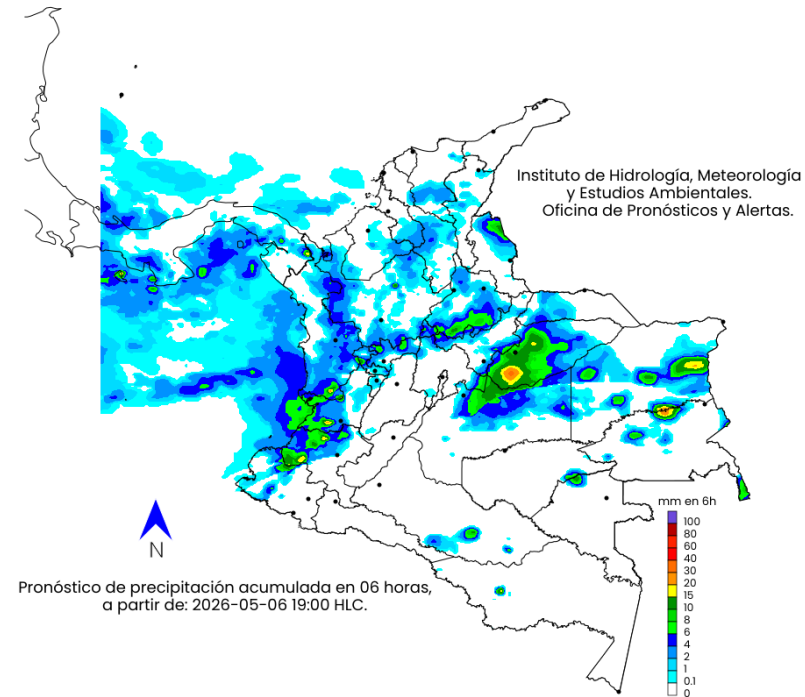 Instituto de Hidrología, Meteorología
y Estudios Ambientales.
Oficina de Pronósticos y Alertas.
N
Pronóstico de precipitación acumulada en 06 horas,
a partir de: 2026-05-06 19:00 HLC.
mm en 6h
100
80
60
40
30
20
15
10
8
6
4
2
1
0.1
0